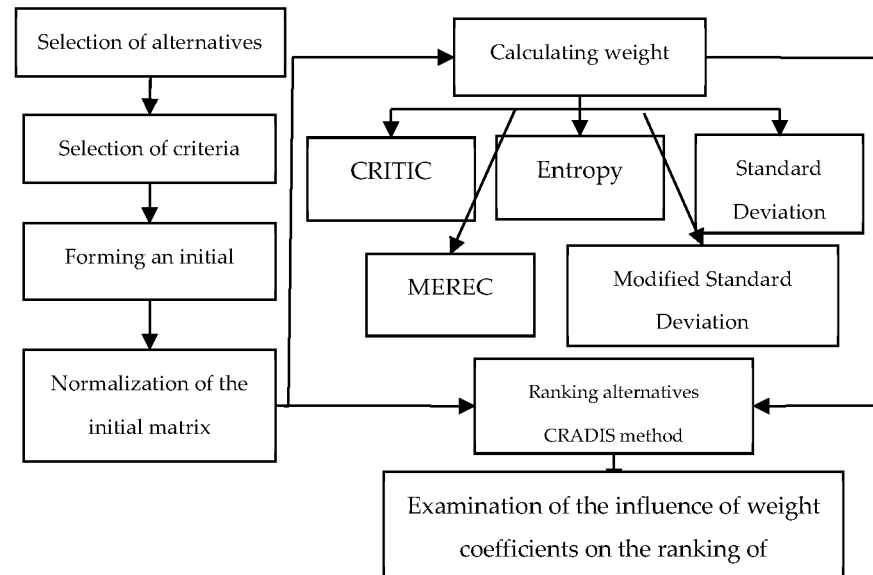 Selection of alternatives
Selection of criteria
Forming an initial
Normalization of the
initial matrix
Calculating weight
CRITIC
Entropy
Standard
Deviation
MEREC
Modified Standard
Deviation
Ranking alternatives
CRADIS method
Examination of the influence of weight
coefficients on the ranking of